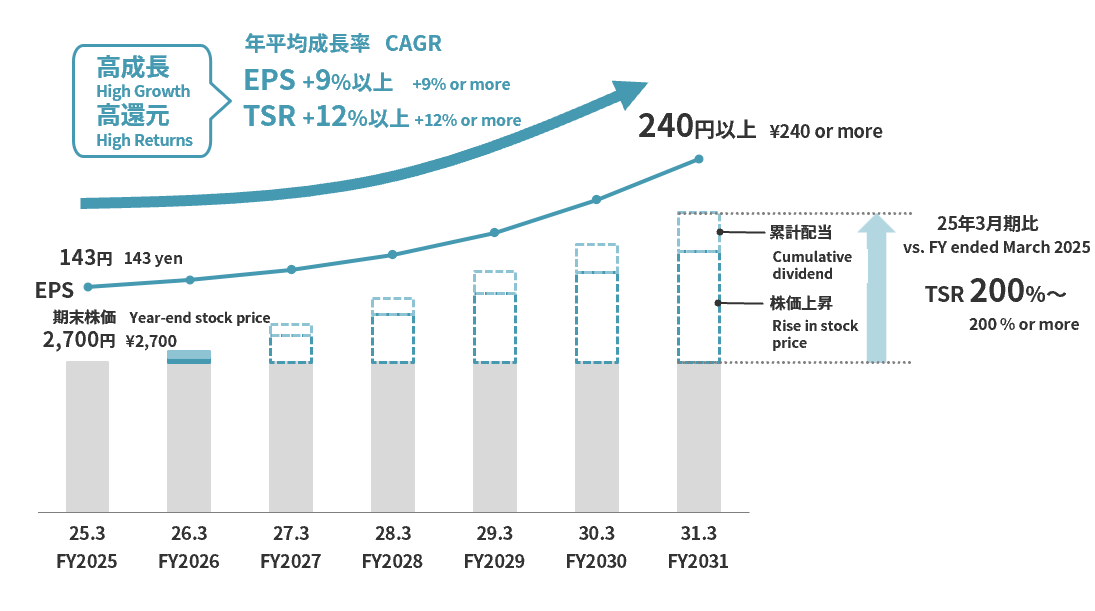 高成長
High Growth
高還元
High Returns
年平均成長率 CAGR
EPS +9%以上 +9% or more
TSR +12%以上 +12% or more
240円以上 ¥240 or more
143円 143 yen
EPS
期末株価 Year-end stock price
2,700円 ¥2,700
累計配当
Cumulative
dividend
株価上昇
Rise in stock
price
25年3月期比
vs. FY ended March 2025
TSR 200%～
200 % or more
25.3 26.3 27.3 28.3 29.3 30.3 31.3
FY2025 FY2026 FY2027 FY2028 FY2029 FY2030 FY2031